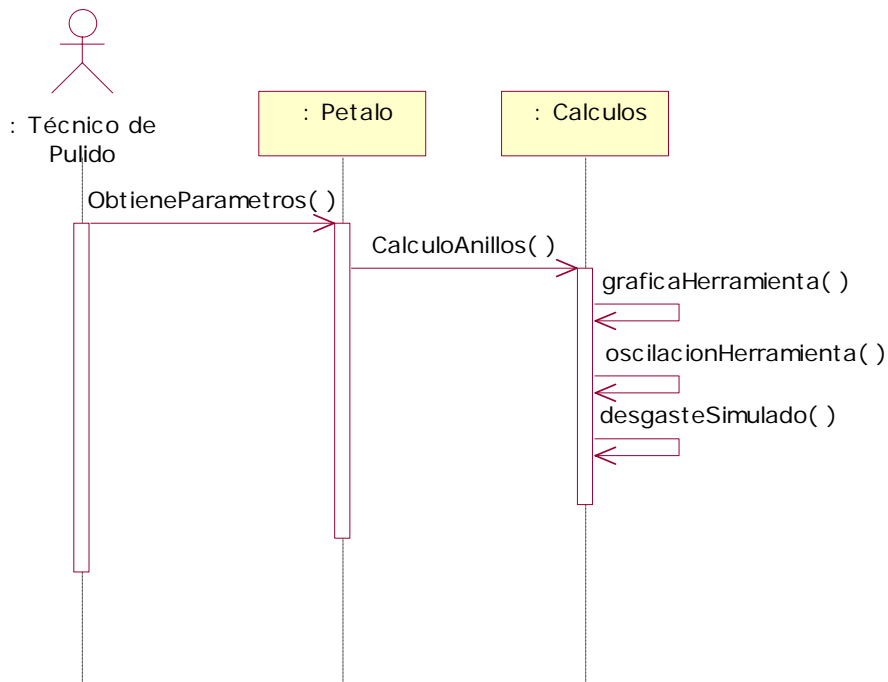 : Técnico de
Pulido
: Petalo
: Calculos
ObtieneParametros( )
CalculoAnillos( )
graficaHerramienta( )
oscilacionHerramienta( )
desgasteSimulado( )